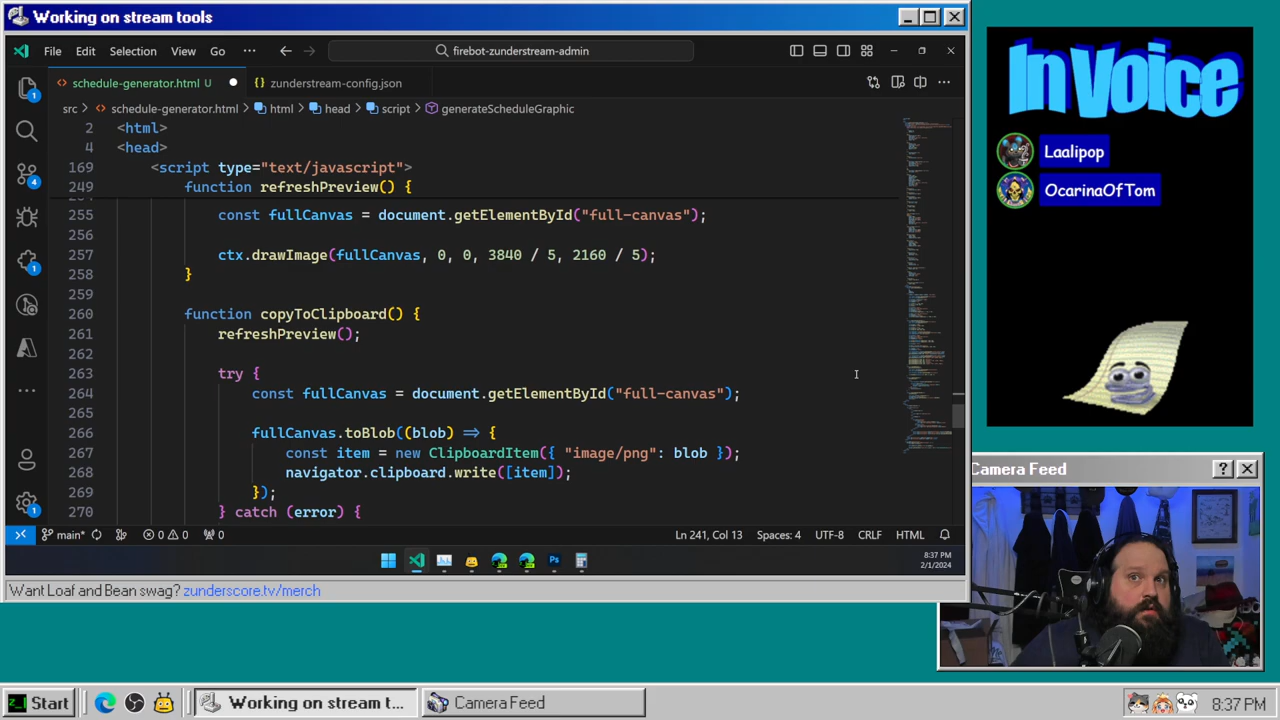 Working on stream tools
File Edit Selection View Go ··· firebot-zunderstream-admin
schedule-generator.html U zunderstream-config.json
src > schedule-generator.html > html > head > script > generateScheduleGraphic
2 <html>
4 <head>
169 <script type="text/javascript">
249 function refreshPreview() {
255 const fullCanvas = document.getElementById("full-canvas");
256
257 ctx.drawImage(fullCanvas, 0, 0, 3840 / 5, 2160 / 5);
258 }
259
260 function copyToClipboard() {
261 refreshPreview();
262
263 try {
264 const fullCanvas = document.getElementById("full-canvas");
265
266 fullCanvas.toBlob((blob) => {
267 const item = new ClipboardItem({ "image/png": blob });
268 navigator.clipboard.write([item]);
269 });
270 } catch (error) {
main* 0 0 0 Ln 241, Col 13 Spaces: 4 UTF-8 CRLF HTML
8:37 PM
2/1/2024
Want Loaf and Bean swag? zunderscore.tv/merch
In Voice
Laalipop
OcarinaOfTom
Camera Feed
Start Working on stream t... Camera Feed 8:37 PM